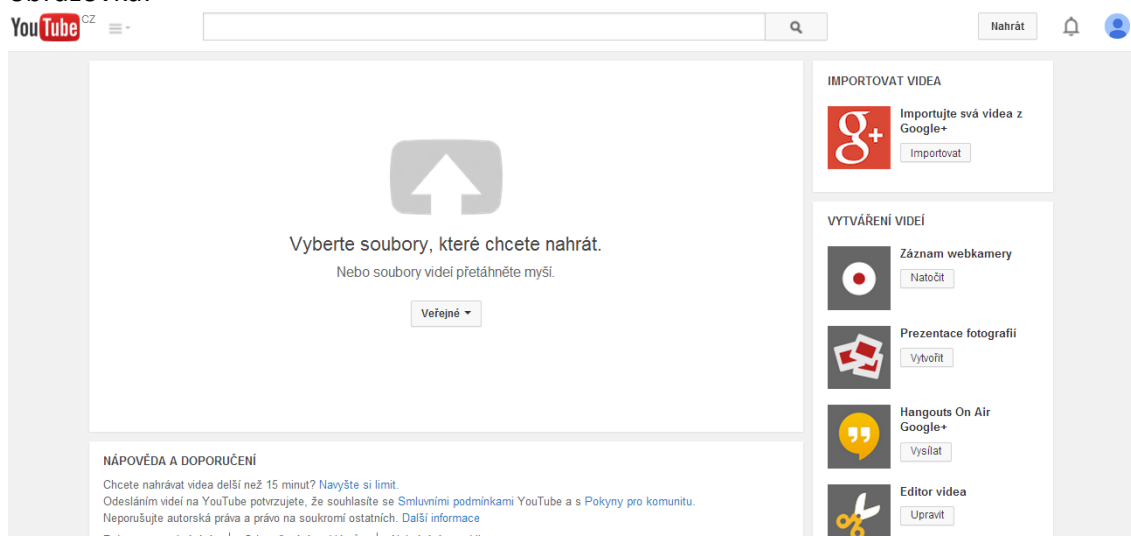 YouTube CZ
Nahrát
Vyberte soubory, které chcete nahrát.
Nebo soubory videí přetáhněte myší.
Veřejné
NÁPOVĚDA A DOPORUČENÍ
Chcete nahrávat videa delší než 15 minut? Navyšte si limit.
Odesláním videí na YouTube potvrzujete, že souhlasíte se Smluvními podmínkami YouTube a s Pokyny pro komunitu.
Neporušujte autorská práva a právo na soukromí ostatních. Další informace
IMPORTOVAT VIDEA
Importujte svá videa z
Google+
Importovat
VYTVÁŘENÍ VIDEÍ
Záznam webkamery
Natočit
Prezentace fotografií
Vytvořit
Hangouts On Air
Google+
Vysílat
Editor videa
Upravit